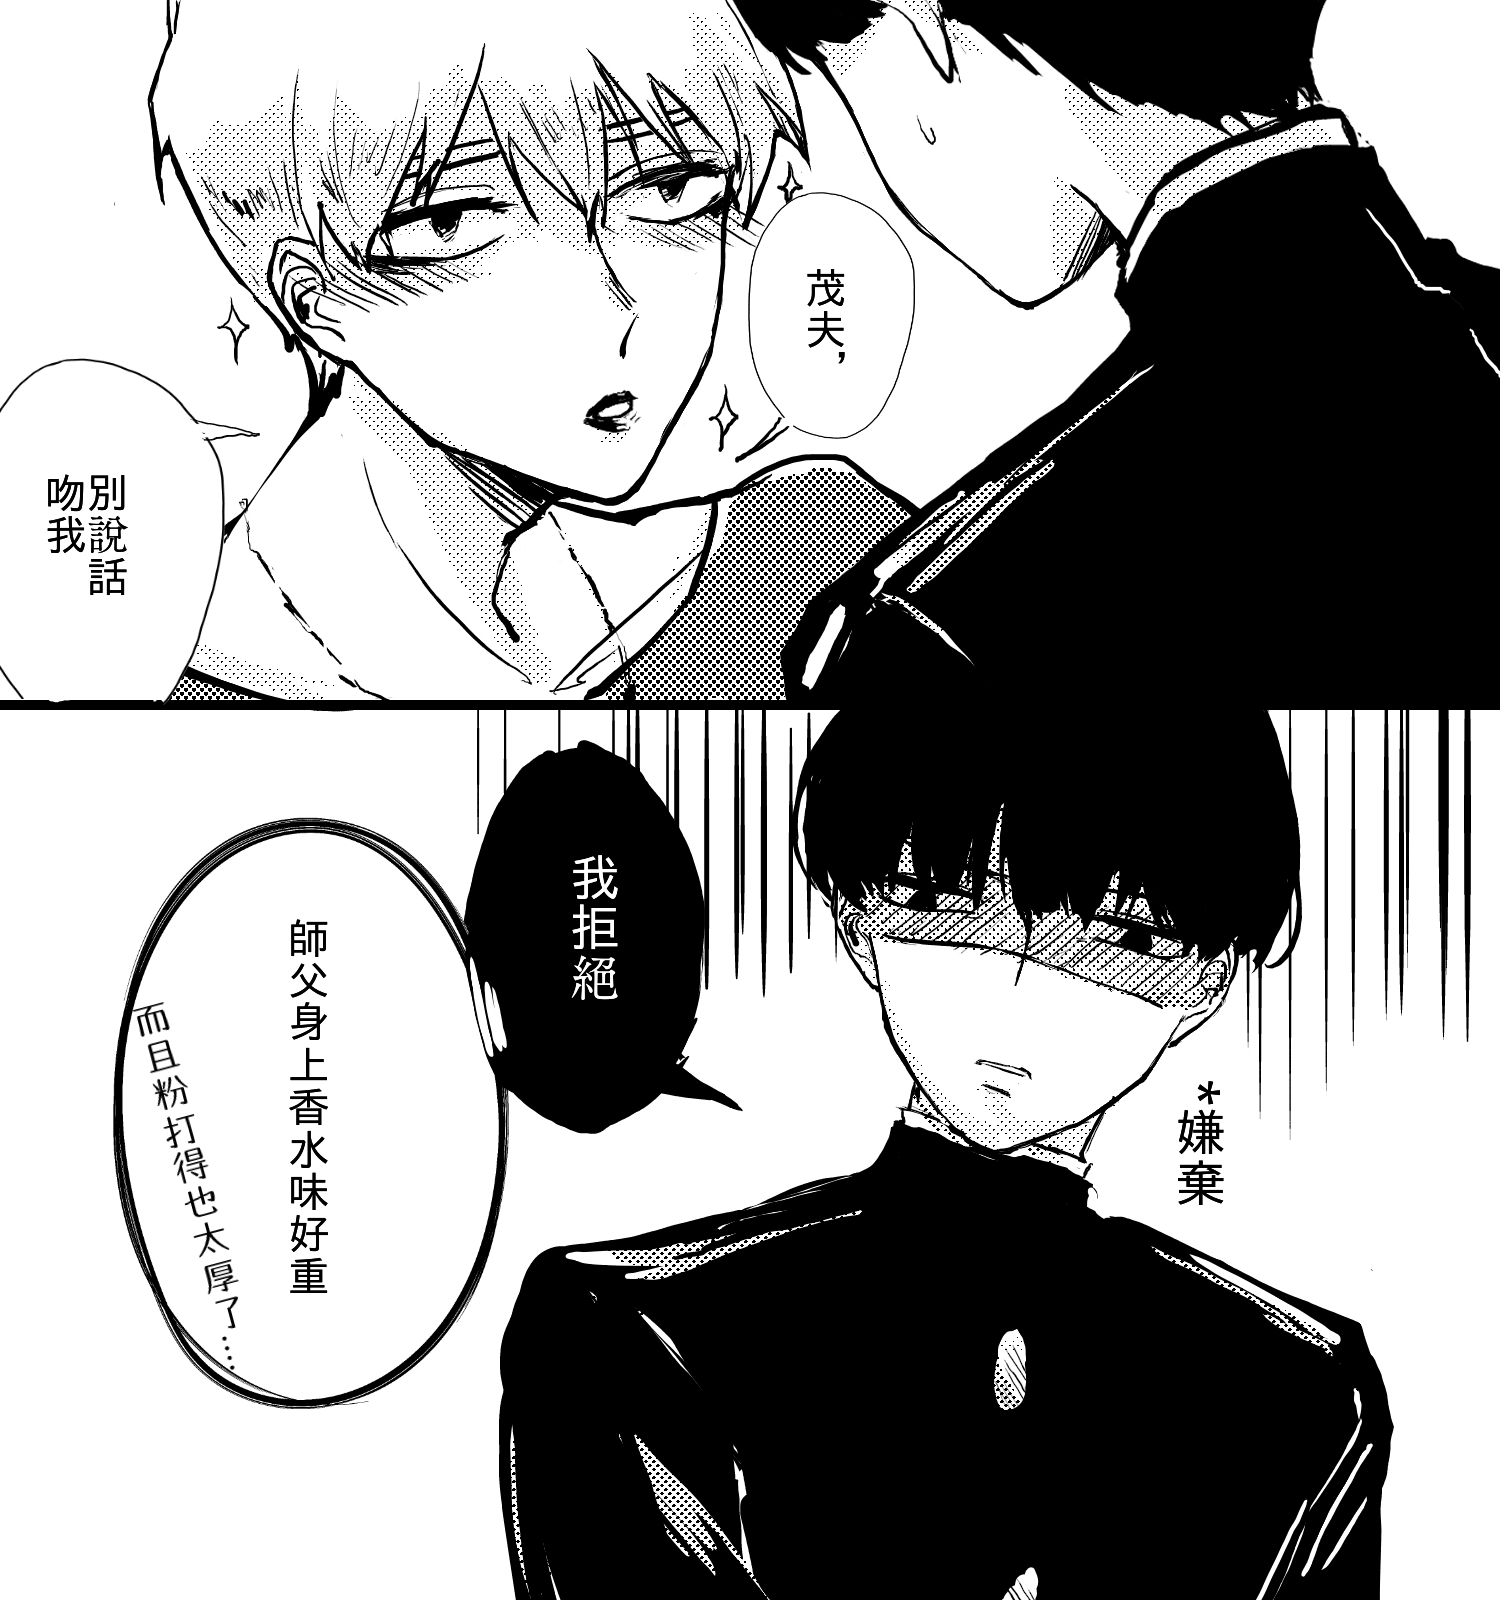 茂夫，
別說話
吻我
*嫌棄
我拒絕
師父身上香水味好重
而且粉打得也太厚了…..